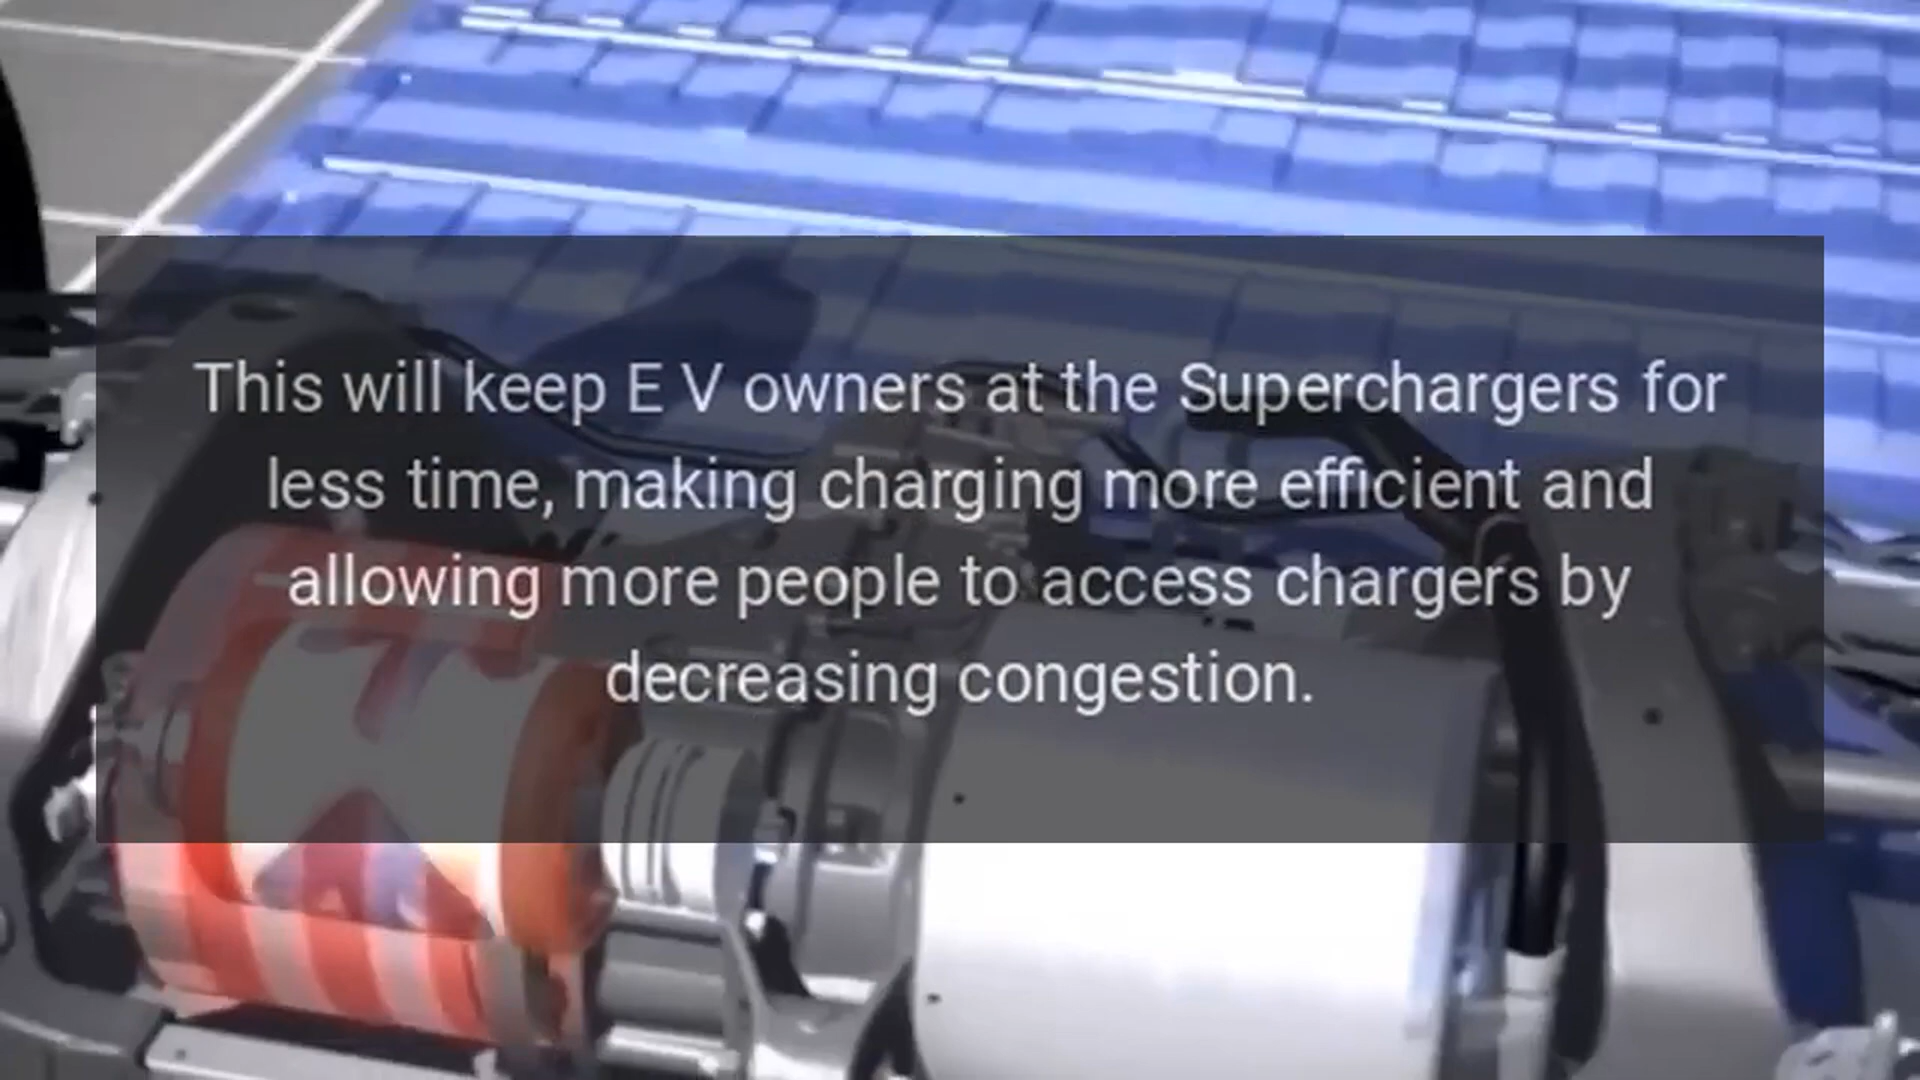 This will keep E V owners at the Superchargers for
less time, making charging more efficient and
allowing more people to access chargers by
decreasing congestion.